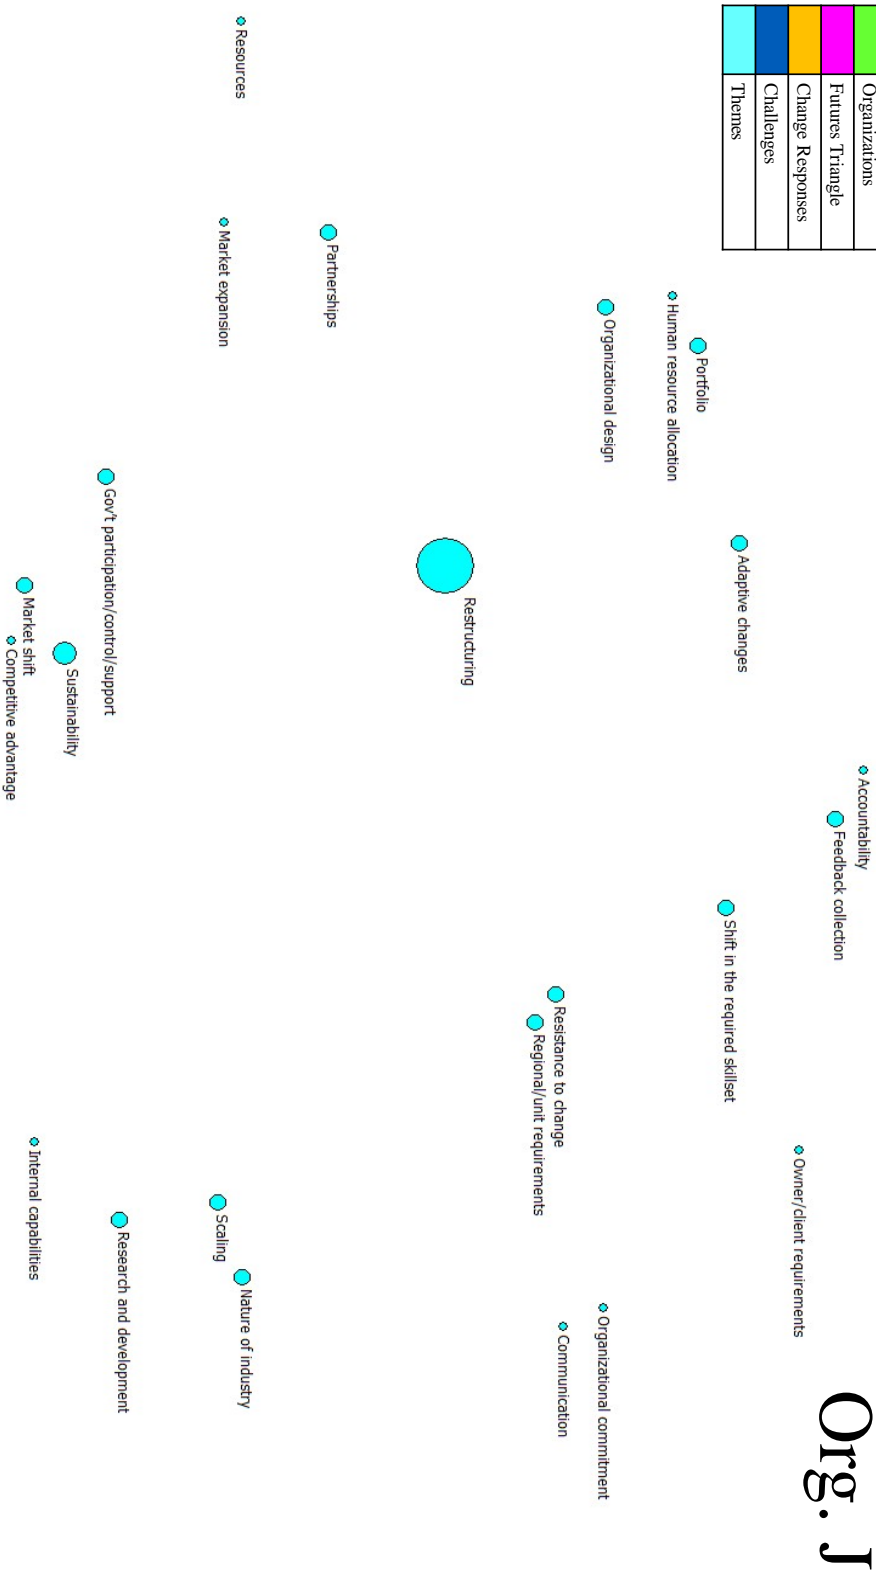 Org. J
Organizations
Futures Triangle
Change Responses
Challenges
Themes
Accountability
Feedback collection
Owner/client requirements
Adaptive changes
Shift in the required skillset
Portfolio
Human resource allocation
Organizational design
Organizational commitment
Communication
Resistance to change
Regional/unit requirements
Restructuring
Partnerships
Resources
Market expansion
Nature of industry
Scaling
Gov't participation/control/support
Research and development
Sustainability
Internal capabilities
Market shift
Competitive advantage